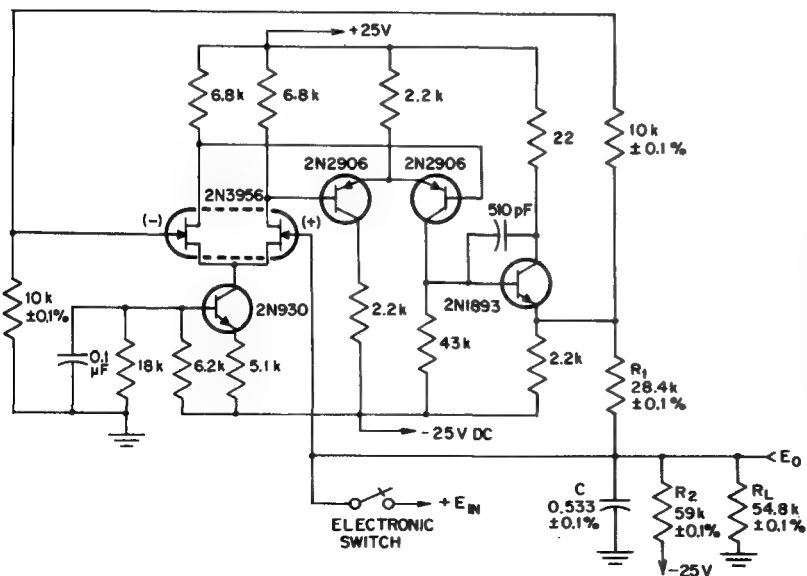 +25V
6.8k
6.8k
2.2k
22
10k
±0.1%
2N2906
2N2906
2N3956
510pF
(-)
(+)
2N1893
10k
±0.1%
2N930
0.1
μF
18k
6.2k
5.1k
2.2k
43k
2.2k
R1
28.4k
±0.1%
-25V DC
E0
+EIN
ELECTRONIC
SWITCH
C
0.533
±0.1%
R2
59k
±0.1%
RL
54.8k
±0.1%
-25V